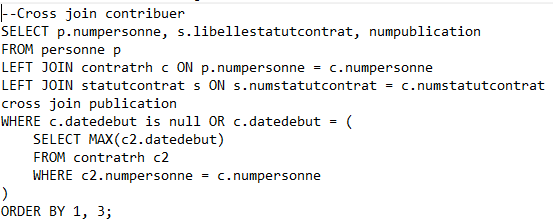 --Cross join contribuer
SELECT p.numpersonne, s.libellestatutcontrat, numpublication
FROM personne p
LEFT JOIN contratrh c ON p.numpersonne = c.numpersonne
LEFT JOIN statutcontrat s ON s.numstatutcontrat = c.numstatutcontrat
cross join publication
WHERE c.datedebut is null OR c.datedebut = (
    SELECT MAX(c2.datedebut)
    FROM contratrh c2
    WHERE c2.numpersonne = c.numpersonne
)
ORDER BY 1, 3;